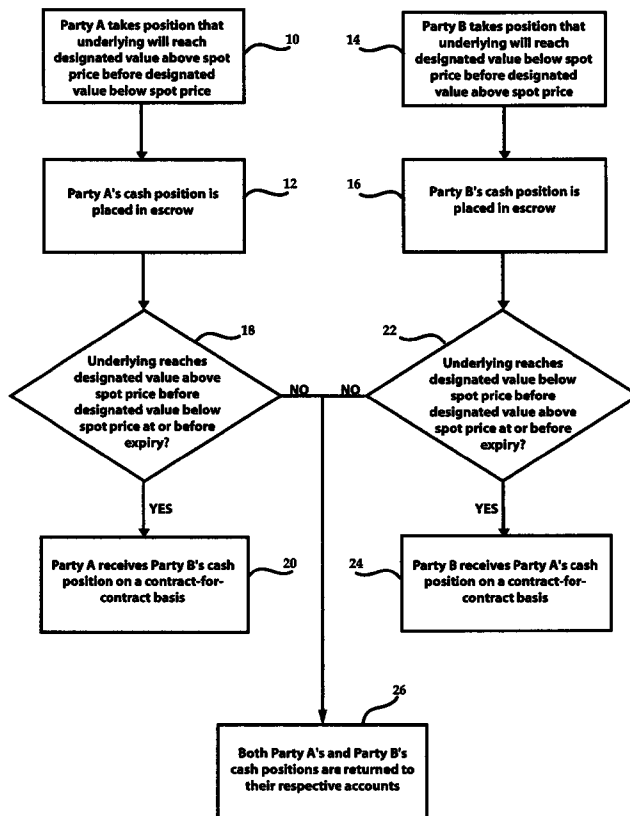 Party A takes position that
underlying will reach
designated value above spot
price before designated
value below spot price
10
14
Party B takes position that
underlying will reach
designated value below spot
price before designated
value above spot price
Party A's cash position is
placed in escrow
12
16
Party B's cash position is
placed in escrow
18
22
Underlying reaches
designated value above
spot price before
designated value below
spot price at or before
expiry?
NO
NO
Underlying reaches
designated value below
spot price before
designated value above
spot price at or before
expiry?
YES
YES
Party A receives Party B's cash
position on a contract-for-
contract basis
20
24
Party B receives Party A's cash
position on a contract-for-
contract basis
26
Both Party A's and Party B's
cash positions are returned to
their respective accounts